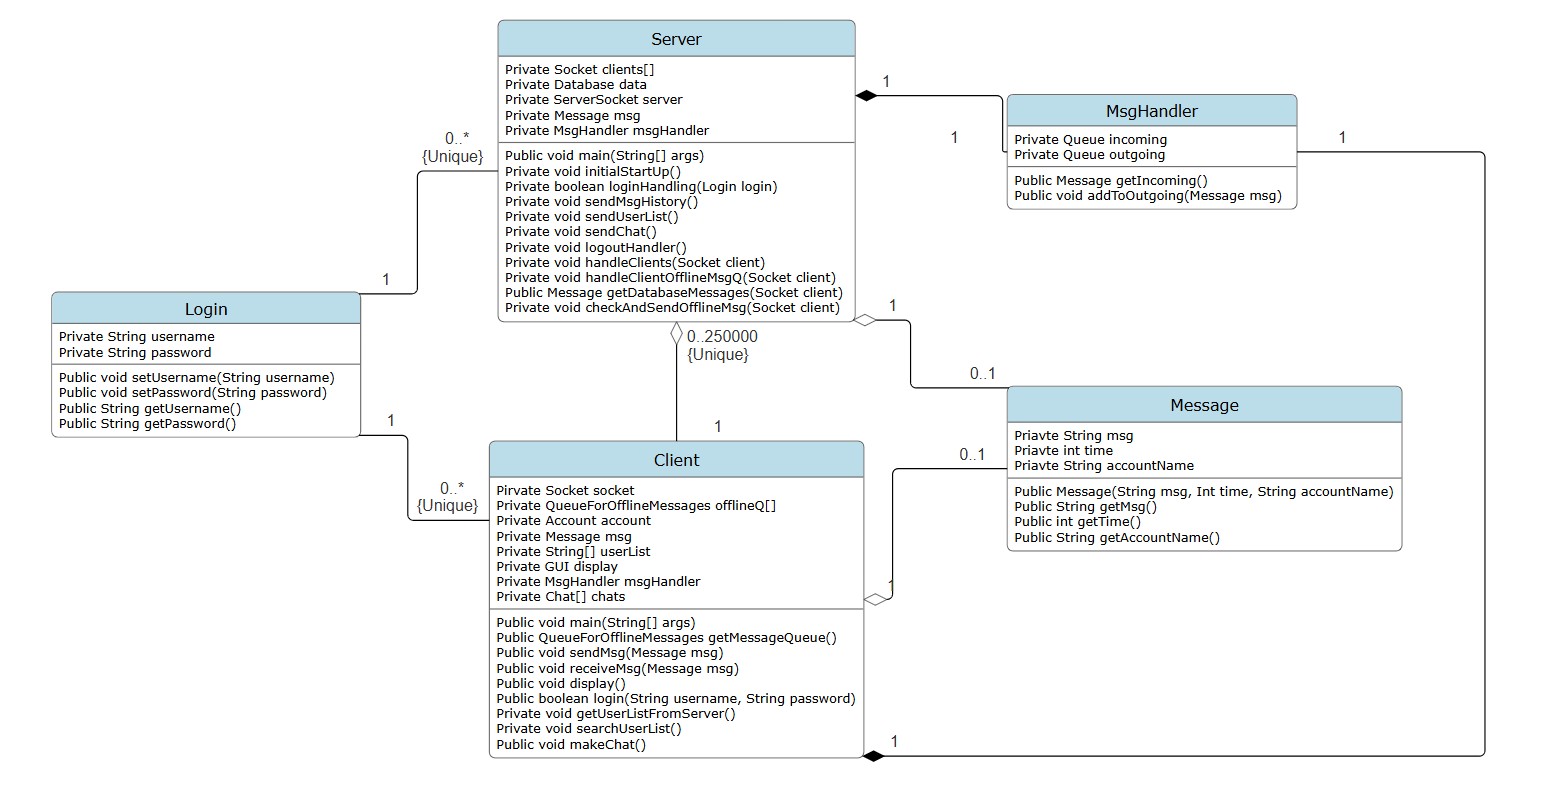 Server
Private Socket clients[]
Private Database data
Private ServerSocket server
Private Message msg
Private MsgHandler msgHandler
Public void main(String[] args)
Private void initialStartUp()
Private boolean loginHandling(Login login)
Private void sendMsgHistory()
Private void sendUserList()
Private void sendChat()
Private void logoutHandler()
Private void handleClients(Socket client)
Private void handleClientOfflineMsgQ(Socket client)
Public Message getDatabaseMessages(Socket client)
Private void checkAndSendOfflineMsg(Socket client)
1
1
MsgHandler
Private Queue incoming
Private Queue outgoing
Public Message getIncoming()
Public void addToOutgoing(Message msg)
1
0..*
{Unique}
1
Login
Private String username
Private String password
Public void setUsername(String username)
Public void setPassword(String password)
Public String getUsername()
Public String getPassword()
1
0..*
{Unique}
0..250000
{Unique}
1
1
0..1
Message
Priavte String msg
Priavte int time
Priavte String accountName
Public Message(String msg, Int time, String accountName)
Public String getMsg()
Public int getTime()
Public String getAccountName()
0..1
1
Client
Pirvate Socket socket
Private QueueForOfflineMessages offlineQ[]
Private Account account
Private Message msg
Private String[] userList
Private GUI display
Private MsgHandler msgHandler
Private Chat[] chats
Public void main(String[] args)
Public QueueForOfflineMessages getMessageQueue()
Public void sendMsg(Message msg)
Public void receiveMsg(Message msg)
Public void display()
Public boolean login(String username, String password)
Private void getUserListFromServer()
Private void searchUserList()
Public void makeChat()
1